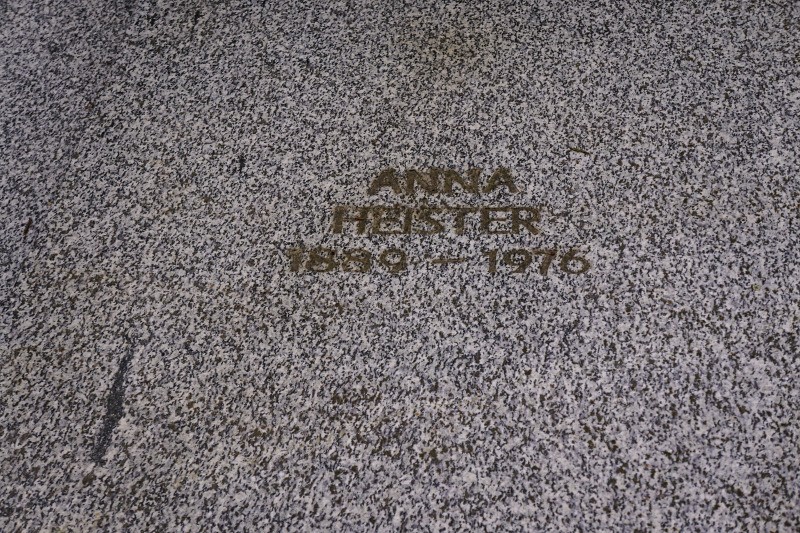 ANNA
HEISTER
1889 – 1976